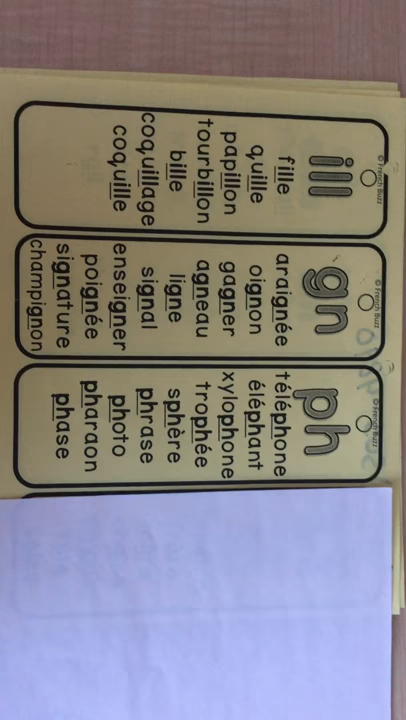 © French Buzz
ill
fille
quille
papillon
tourbillon
bille
coquillage
coquille
© French Buzz
gn
araignée
oignon
gagner
agneau
ligne
signal
enseigner
poignée
signature
champignon
© French Buzz
ph
téléphone
éléphant
xylophone
trophée
sphère
phrase
photo
pharaon
phase